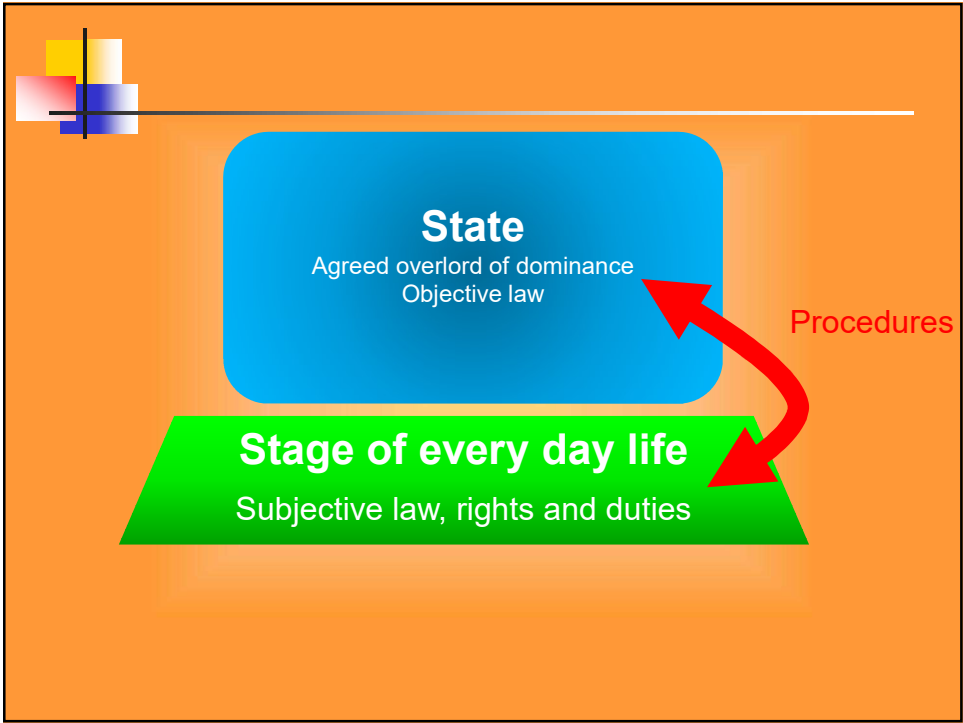 State
Agreed overlord of dominance
Objective law
Procedures
Stage of every day life
Subjective law, rights and duties